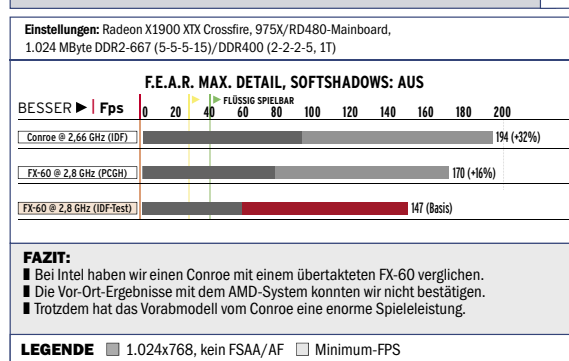 Einstellungen: Radeon X1900 XTX Crossfire, 975X/RD480-Mainboard,
1.024 MByte DDR2-667 (5-5-5-15)/DDR400 (2-2-2-5, 1T)
F.E.A.R. MAX. DETAIL, SOFTSHADOWS: AUS
BESSER ► | Fps
FLÜSSIG SPIELBAR
0 20 40 60 80 100 120 140 160 180 200
Conroe @ 2,66 GHz (IDF) 194 (+32%)
FX-60 @ 2,8 GHz (PCGH) 170 (+16%)
FX-60 @ 2,8 GHz (IDF-Test) 147 (Basis)
FAZIT:
Bei Intel haben wir einen Conroe mit einem übertakteten FX-60 verglichen.
Die Vor-Ort-Ergebnisse mit dem AMD-System konnten wir nicht bestätigen.
Trotzdem hat das Vorabmodell vom Conroe eine enorme Spieleleistung.
LEGENDE 1.024x768, kein FSAA/AF Minimum-FPS